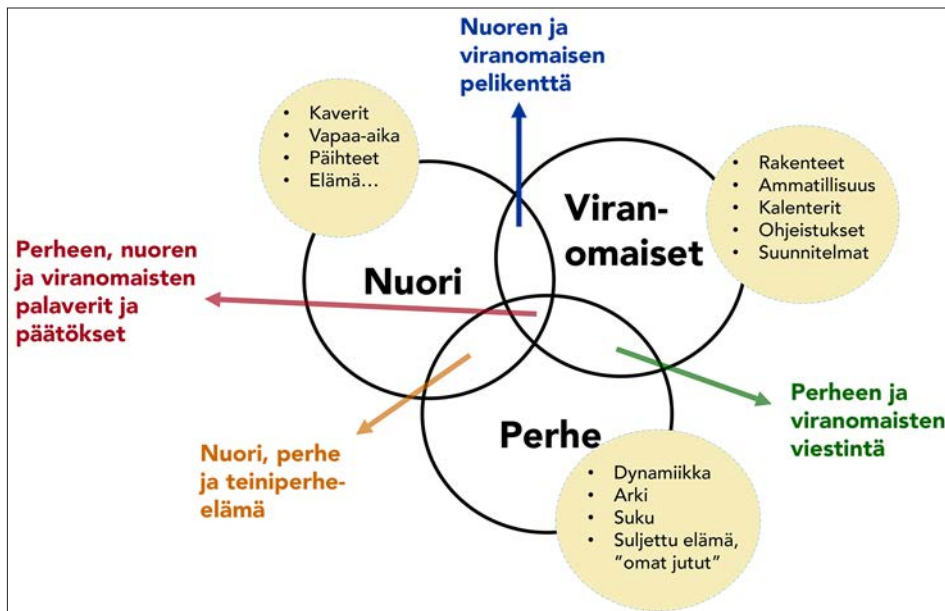 Nuoren ja
viranomaisen
pelikenttä
• Kaverit
• Vapaa-aika
• Päihteet
• Elämä…
• Rakenteet
• Ammatillisuus
• Kalenterit
• Ohjeistukset
• Suunnitelmat
Viran-
omaiset
Nuori
Perheen, nuoren
ja viranomaisten
palaverit ja
päätökset
Perheen ja
viranomaisten
viestintä
Perhe
Nuori, perhe
ja teiniperhe-
elämä
• Dynamiikka
• Arki
• Suku
• Suljettu elämä,
”omat jutut”